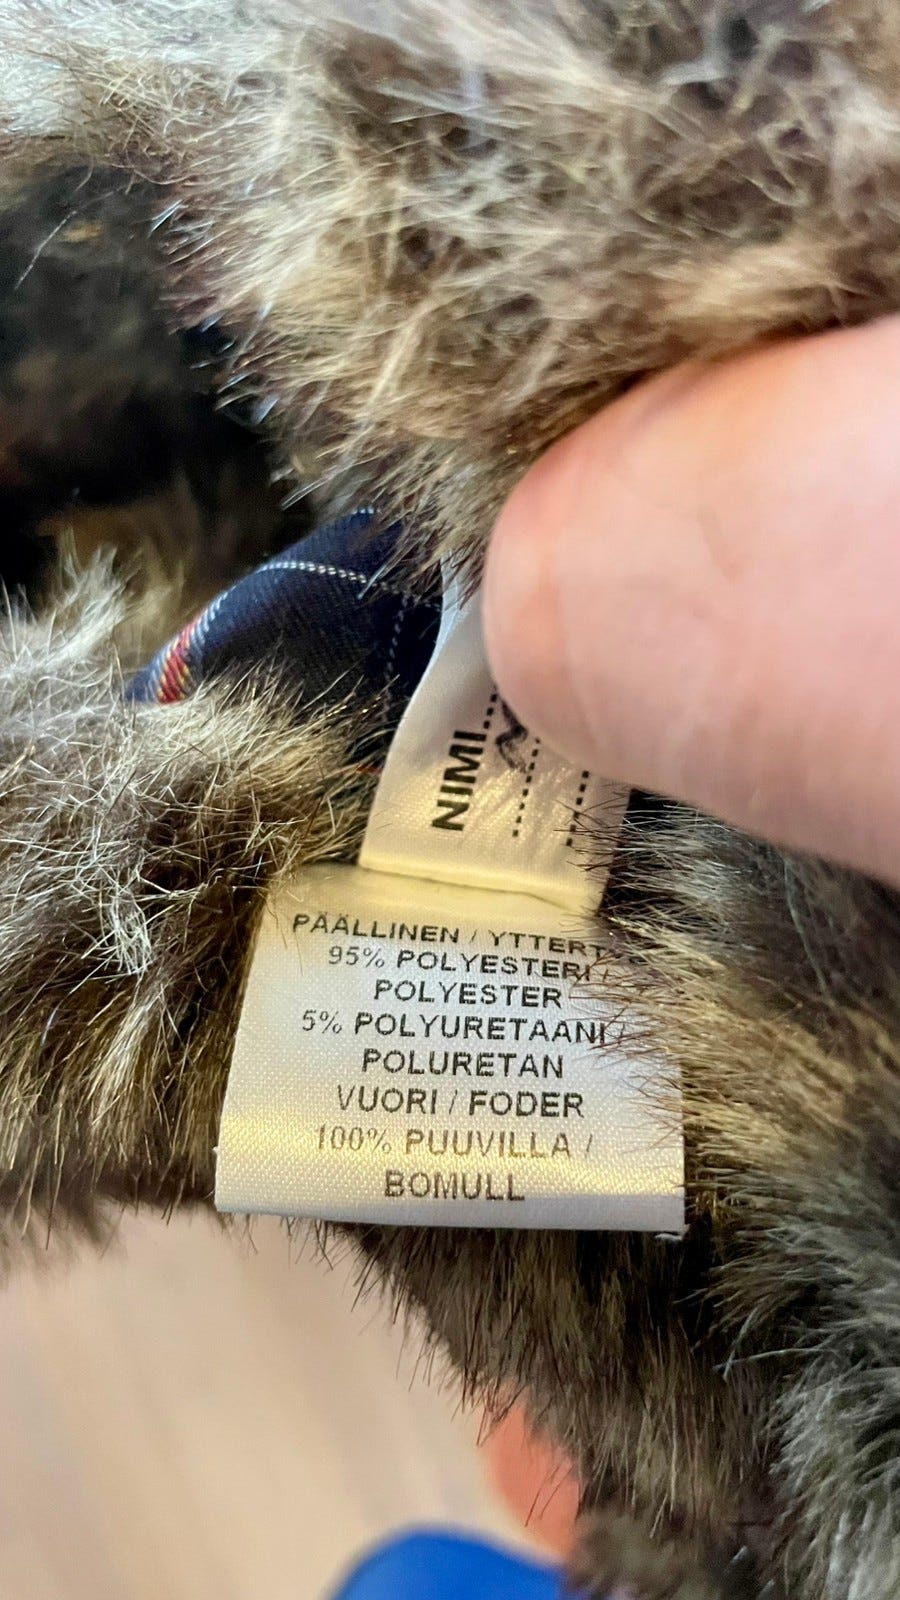 NIMI
PÄÄLLINEN / YTTERT
95% POLYESTERI /
POLYESTER
5% POLYURETAANI /
POLURETAN
VUORI / FODER
100% PUUVILLA /
BOMULL